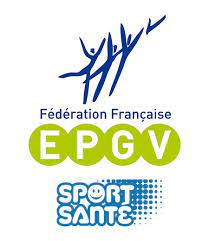 Fédération Française
EPGV
SPORT
SANTÉ